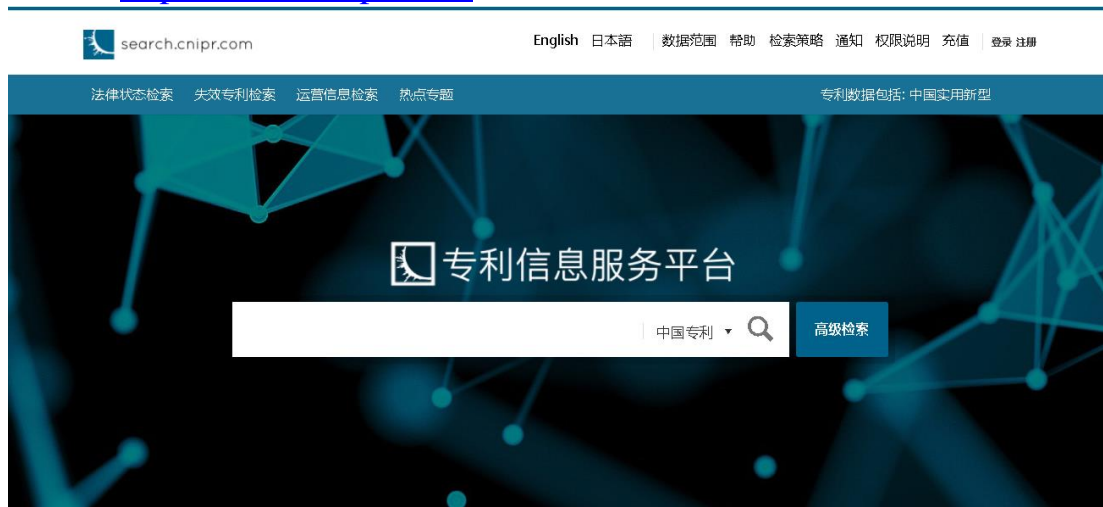 search.cnipr.com
English 日本語 数据范围 帮助 检索策略 通知 权限说明 充值 登录 注册
法律状态检索 失效专利检索 运营信息检索 热点专题 专利数据包括: 中国实用新型
专利信息服务平台
中国专利 高级检索